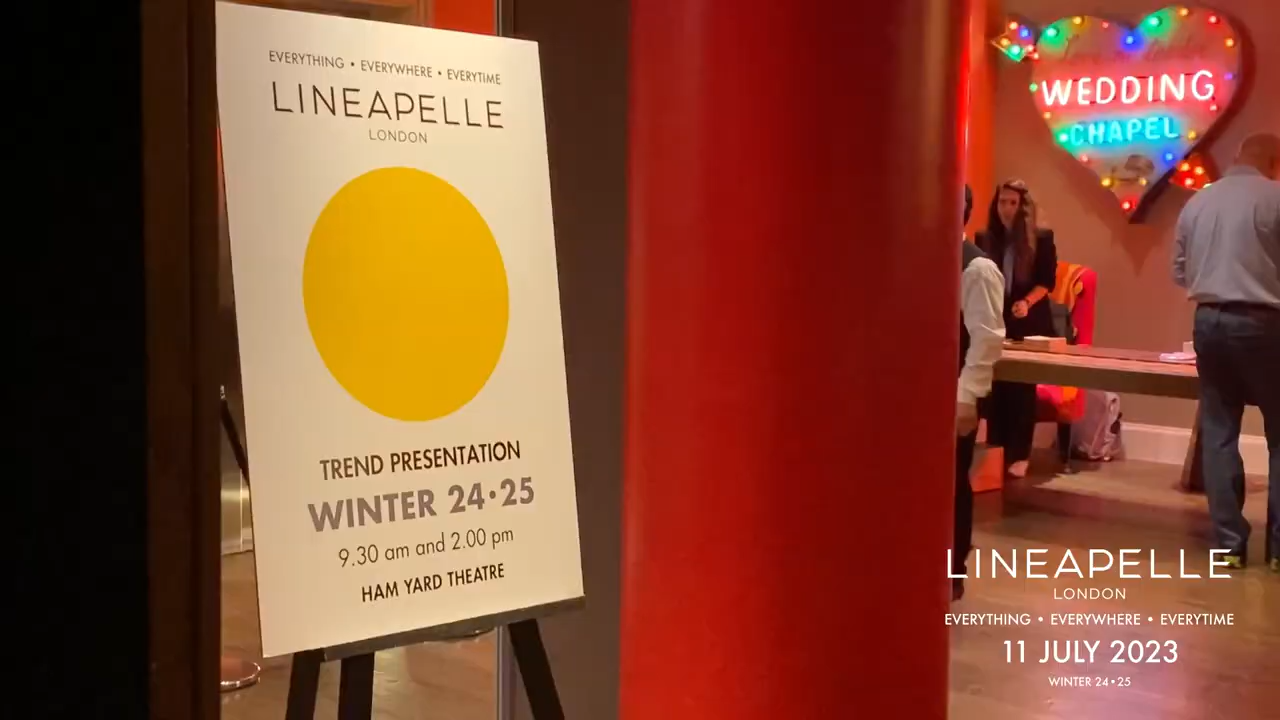 EVERYTHING • EVERYWHERE • EVERYTIME
LINEAPELLE
LONDON
TREND PRESENTATION
WINTER 24•25
9.30 am and 2.00 pm
HAM YARD THEATRE
WEDDING
CHAPEL
LINEAPELLE
LONDON
EVERYTHING • EVERYWHERE • EVERYTIME
11 JULY 2023
WINTER 24•25